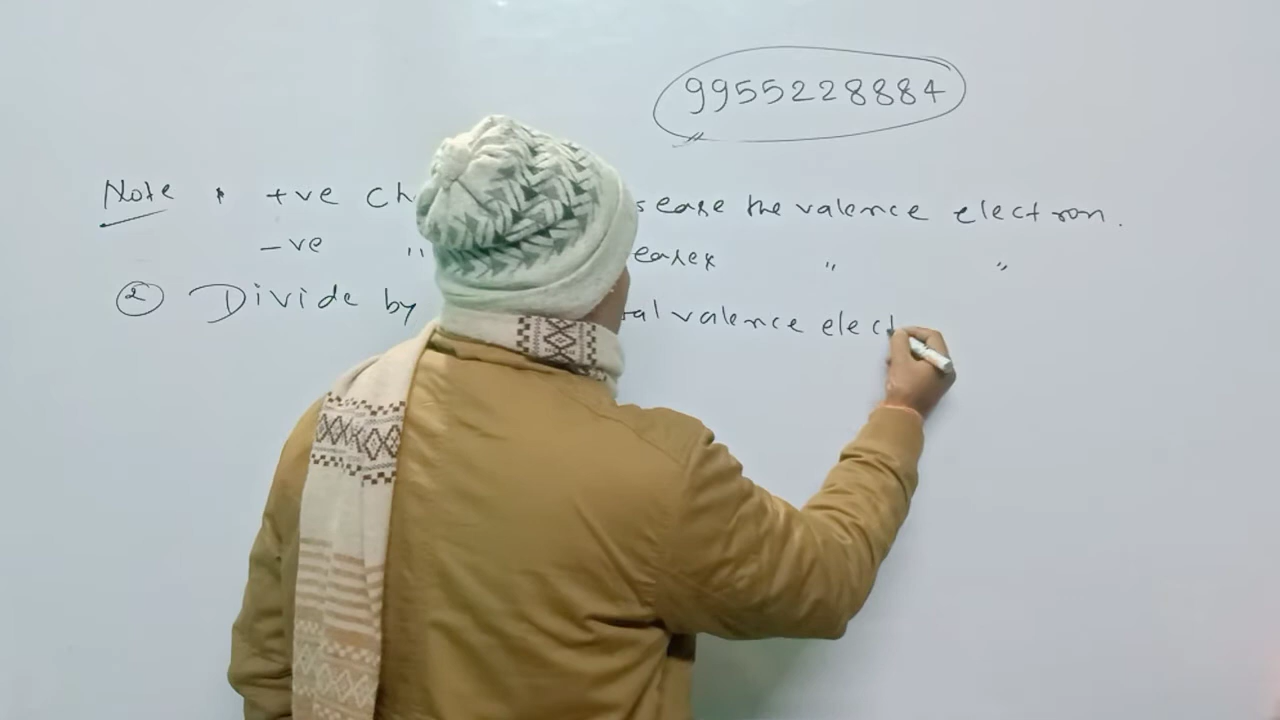 9955228884
Note +ve Ch sease the valence electron.
-ve " eases " "
② Divide by tal valence elect